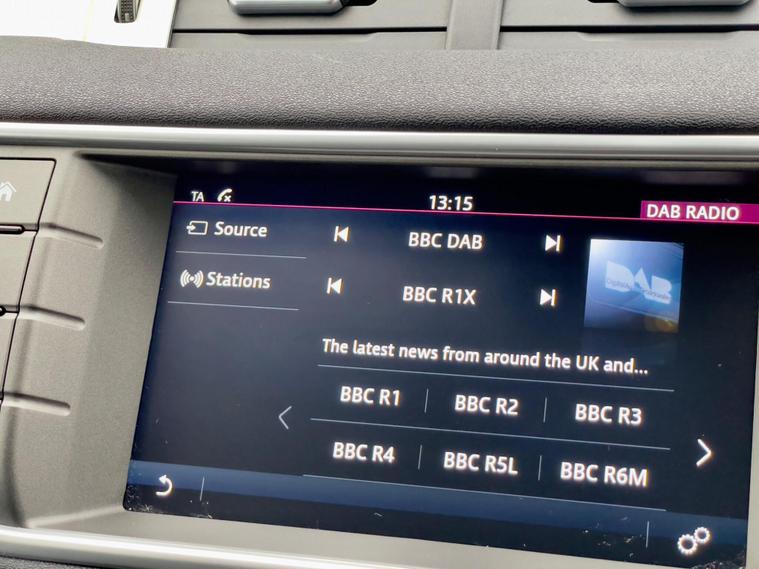 TA
13:15
DAB RADIO
Source
BBC DAB
DAB
Stations
BBC R1X
The latest news from around the UK and...
BBC R1 BBC R2 BBC R3
BBC R4 BBC R5L BBC R6M